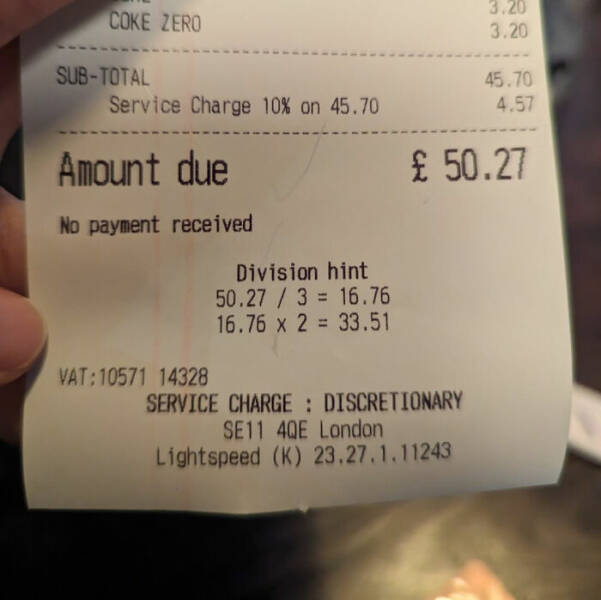 3.20
COKE ZERO 3.20
SUB-TOTAL 45.70
Service Charge 10% on 45.70 4.57
Amount due £ 50.27
No payment received
Division hint
50.27 / 3 = 16.76
16.76 x 2 = 33.51
VAT:10571 14328
SERVICE CHARGE : DISCRETIONARY
SE11 4QE London
Lightspeed (K) 23.27.1.11243